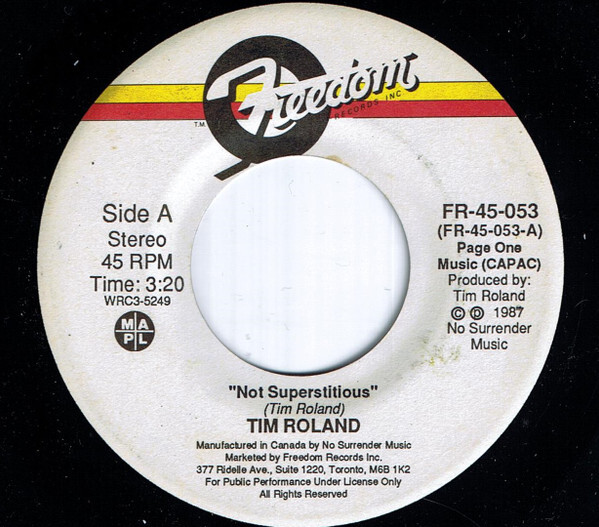 Freedom
RECORDS INC
T.M.
Side A
Stereo
45 RPM
Time: 3:20
WRC3-5249
M A
P L
FR-45-053
(FR-45-053-A)
Page One
Music (CAPAC)
Produced by:
Tim Roland
© ℗ 1987
No Surrender
Music
"Not Superstitious"
(Tim Roland)
TIM ROLAND
Manufactured in Canada by No Surrender Music
Marketed by Freedom Records Inc.
377 Ridelle Ave., Suite 1220, Toronto, M6B 1K2
For Public Performance Under License Only
All Rights Reserved